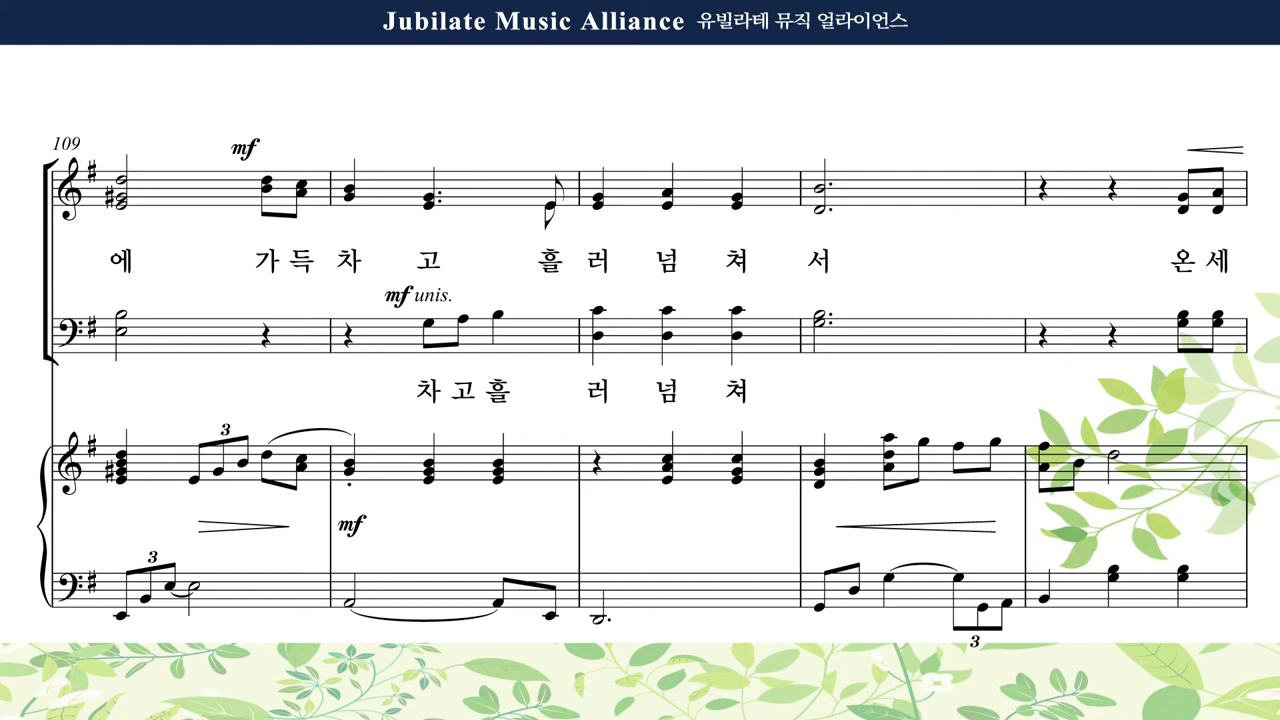 Jubilate Music Alliance 유빌라테 뮤직 얼라이언스
109
mf
에 가 득 차 고 흘 러 넘 쳐 서 온 세
mf unis.
차 고 흘 러 넘 쳐
3
mf
3
3